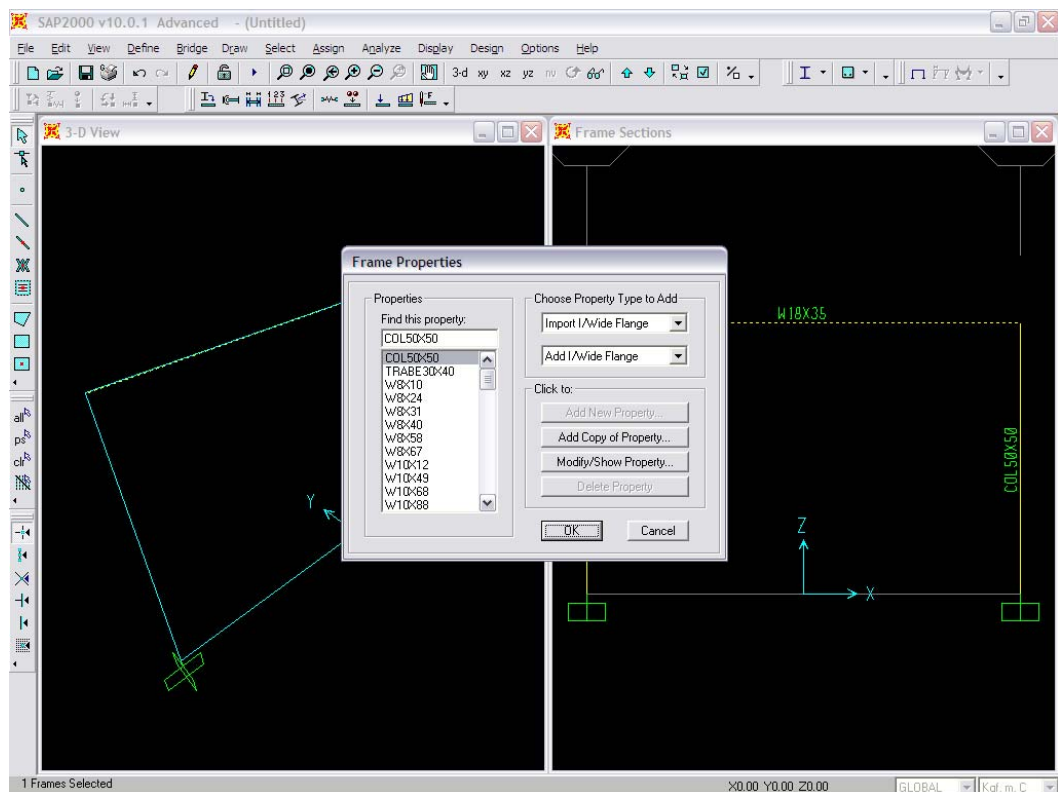 SAP2000 v10.0.1 Advanced - (Untitled)
File Edit View Define Bridge Draw Select Assign Analyze Display Design Options Help
3-d xy xz yz nv
3-D View
Frame Sections
all
ps
clr
Frame Properties
Properties
Find this property:
COL50X50
COL50X50
TRABE30X40
W8X10
W8X24
W8X31
W8X40
W8X58
W8X67
W10X12
W10X49
W10X68
W10X88
Choose Property Type to Add
Import I/Wide Flange
Add I/Wide Flange
Click to:
Add New Property...
Add Copy of Property...
Modify/Show Property...
Delete Property
OK
Cancel
W18X35
COL50X50
Y
Z
X
1 Frames Selected
X0.00 Y0.00 Z0.00
GLOBAL
Kgf, m, C